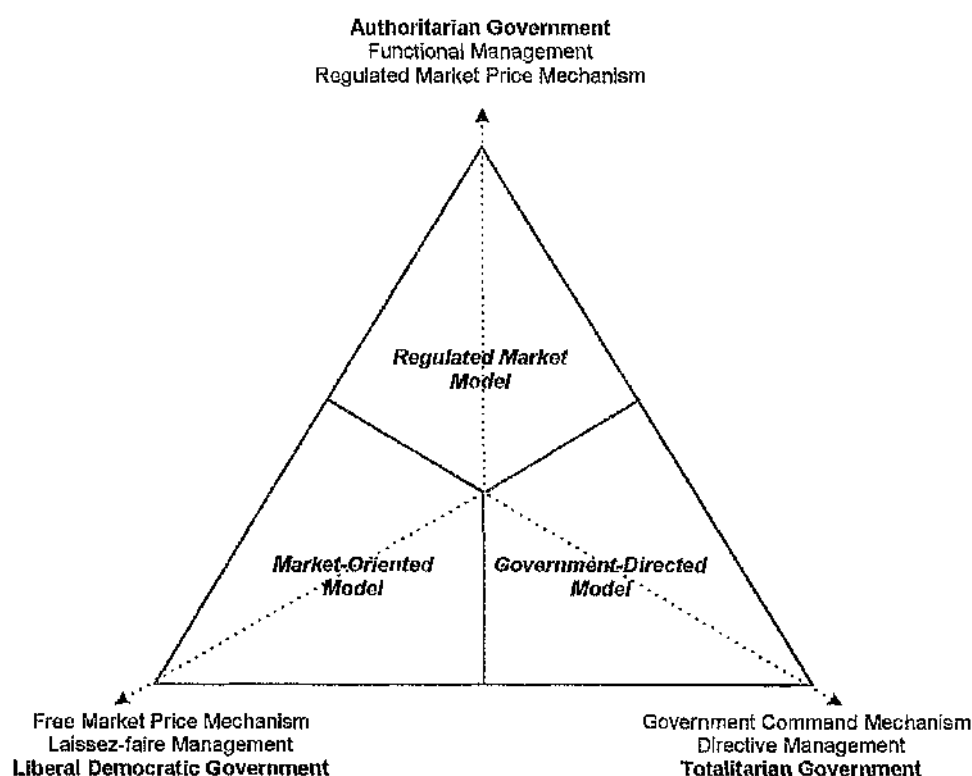 Authoritarian Government
Functional Management
Regulated Market Price Mechanism
Regulated Market
Model
Market-Oriented
Model
Government-Directed
Model
Free Market Price Mechanism
Laissez-faire Management
Liberal Democratic Government
Government Command Mechanism
Directive Management
Totalitarian Government